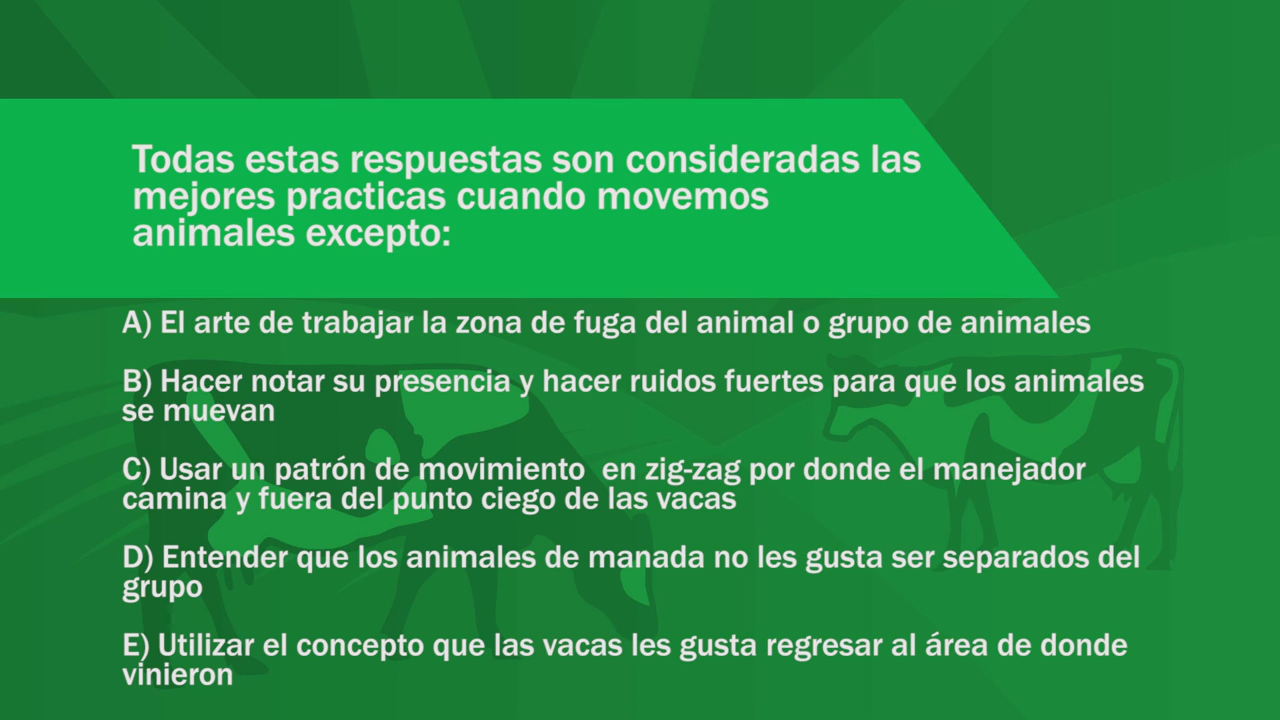 Todas estas respuestas son consideradas las
mejores practicas cuando movemos
animales excepto:
A) El arte de trabajar la zona de fuga del animal o grupo de animales
B) Hacer notar su presencia y hacer ruidos fuertes para que los animales
se muevan
C) Usar un patrón de movimiento  en zig-zag por donde el manejador
camina y fuera del punto ciego de las vacas
D) Entender que los animales de manada no les gusta ser separados del
grupo
E) Utilizar el concepto que las vacas les gusta regresar al área de donde
vinieron